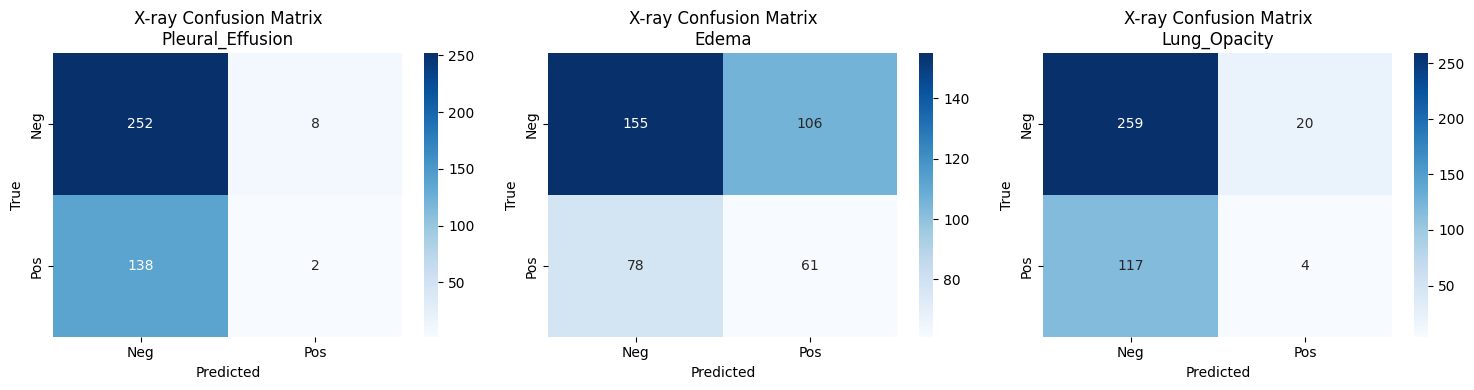 X-ray Confusion Matrix
Pleural_Effusion
Neg
Pos
True
252
8
138
2
Neg
Pos
Predicted
250
200
150
100
50
X-ray Confusion Matrix
Edema
Neg
Pos
True
155
106
78
61
Neg
Pos
Predicted
140
120
100
80
X-ray Confusion Matrix
Lung_Opacity
Neg
Pos
True
259
20
117
4
Neg
Pos
Predicted
250
200
150
100
50